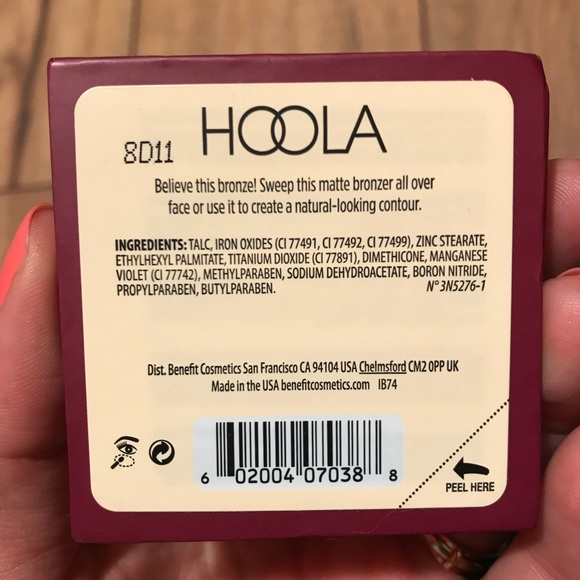 HOOLA
8D11
Believe this bronze! Sweep this matte bronzer all over
face or use it to create a natural-looking contour.
INGREDIENTS: TALC, IRON OXIDES (CI 77491, CI 77492, CI 77499), ZINC STEARATE,
ETHYLHEXYL PALMITATE, TITANIUM DIOXIDE (CI 77891), DIMETHICONE, MANGANESE
VIOLET (CI 77742), METHYLPARABEN, SODIUM DEHYDROACETATE, BORON NITRIDE,
PROPYLPARABEN, BUTYLPARABEN. N° 3N5276-1
Dist. Benefit Cosmetics San Francisco CA 94104 USA Chelmsford CM2 0PP UK
Made in the USA benefitcosmetics.com IB74
6 02004 07038 8
PEEL HERE